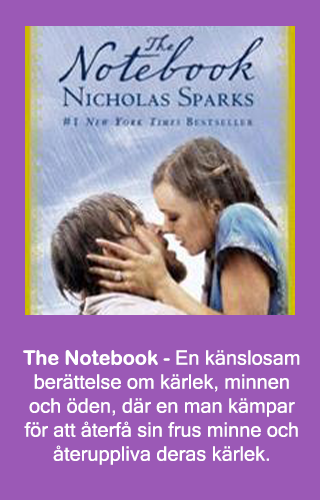 The
Notebook
NICHOLAS SPARKS
#1 NEW YORK TIMES BESTSELLER
The Notebook - En känslosam
berättelse om kärlek, minnen
och öden, där en man kämpar
för att återfå sin frus minne och
återuppliva deras kärlek.